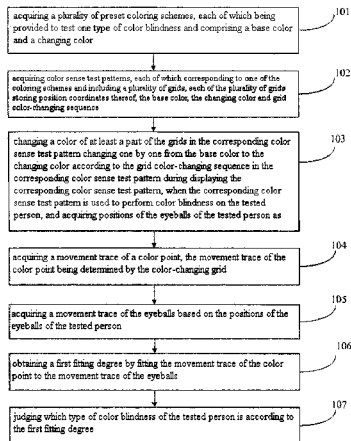 acquiring a plurality of preset coloring schemes, each of which being
provided to test one type of color blindness and comprising a base color
and a changing color
101
acquiring color sense test patterns, each of which corresponding to one of the
coloring schemes and including a plurality of grids, each of the plurality of grids
storing position coordinates thereof, the base color, the changing color and grid
color-changing sequence
102
changing a color of at least a part of the grids in the corresponding color
sense test pattern changing one by one from the base color to the
changing color according to the grid color-changing sequence in the
corresponding color sense test pattern during displaying the
corresponding color sense test pattern, when the corresponding color
sense test pattern is used to perform color blindness on the tested
person, and acquiring positions of the eyeballs of the tested person as
103
acquiring a movement trace of a color point, the movement trace of the
color point being determined by the color-changing grid
104
acquiring a movement trace of the eyeballs based on the positions of the
eyeballs of the tested person
105
obtaining a first fitting degree by fitting the movement trace of the color
point to the movement trace of the eyeballs
106
judging which type of color blindness of the tested person is according to
the first fitting degree
107